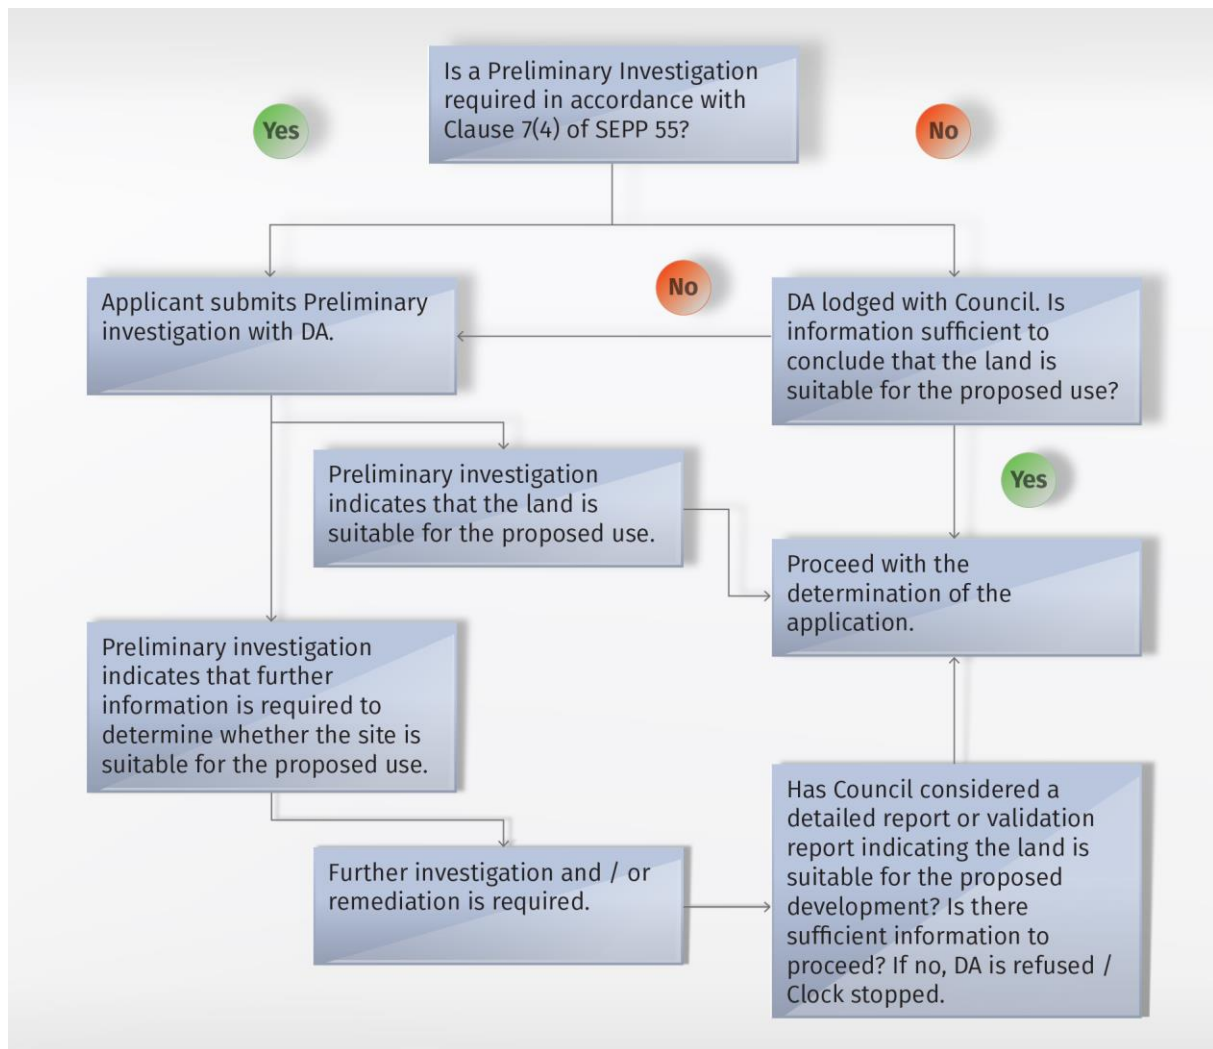 Is a Preliminary Investigation
required in accordance with
Clause 7(4) of SEPP 55?
Yes
No
Applicant submits Preliminary
investigation with DA.
No
DA lodged with Council. Is
information sufficient to
conclude that the land is
suitable for the proposed use?
Preliminary investigation
indicates that the land is
suitable for the proposed use.
Yes
Proceed with the
determination of the
application.
Preliminary investigation
indicates that further
information is required to
determine whether the site is
suitable for the proposed use.
Further investigation and / or
remediation is required.
Has Council considered a
detailed report or validation
report indicating the land is
suitable for the proposed
development? Is there
sufficient information to
proceed? If no, DA is refused /
Clock stopped.